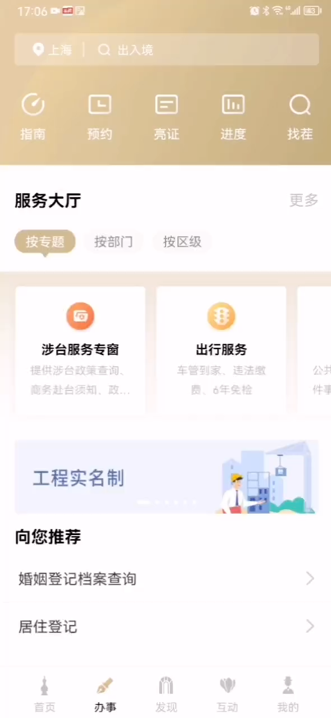 17:06
上海
出入境
指南
预约
亮证
进度
找茬
服务大厅
更多
按专题
按部门
按区级
涉台服务专窗
提供涉台政策查询、
商务赴台须知、政...
出行服务
车管到家、违法缴
费、6年免检
公共
件事
工程实名制
向您推荐
婚姻登记档案查询
居住登记
首页
办事
发现
互动
我的